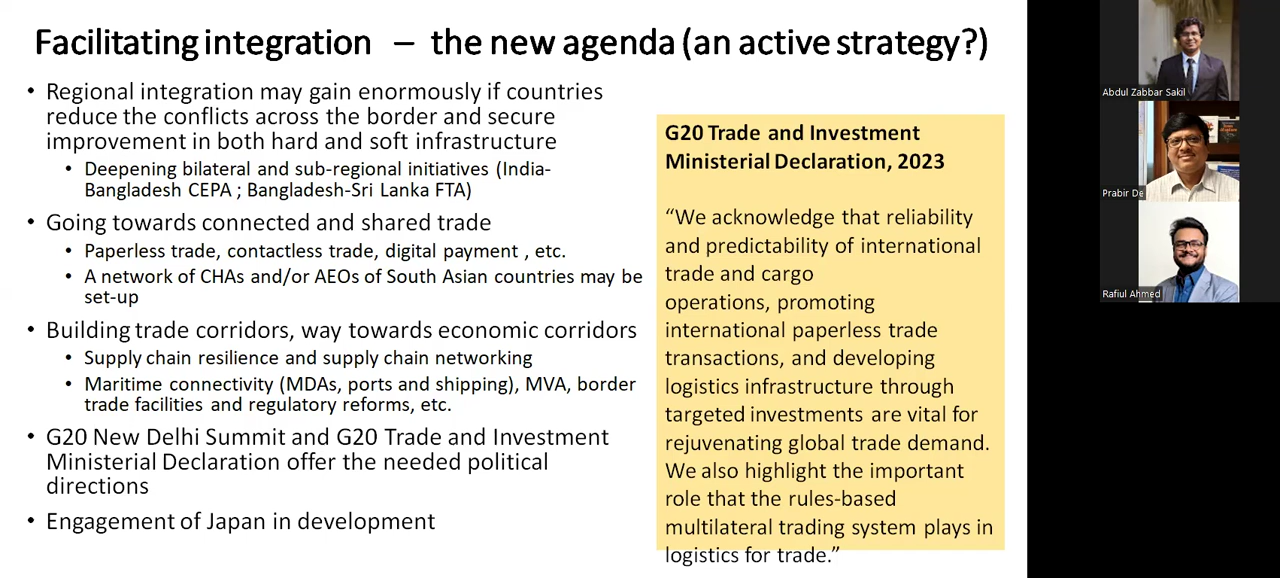 Facilitating integration – the new agenda (an active strategy?)
• Regional integration may gain enormously if countries
reduce the conflicts across the border and secure
improvement in both hard and soft infrastructure
• Deepening bilateral and sub-regional initiatives (India-
Bangladesh CEPA ; Bangladesh-Sri Lanka FTA)
• Going towards connected and shared trade
• Paperless trade, contactless trade, digital payment , etc.
• A network of CHAs and/or AEOs of South Asian countries may be
set-up
• Building trade corridors, way towards economic corridors
• Supply chain resilience and supply chain networking
• Maritime connectivity (MDAs, ports and shipping), MVA, border
trade facilities and regulatory reforms, etc.
• G20 New Delhi Summit and G20 Trade and Investment
Ministerial Declaration offer the needed political
directions
• Engagement of Japan in development
G20 Trade and Investment
Ministerial Declaration, 2023
“We acknowledge that reliability
and predictability of international
trade and cargo
operations, promoting
international paperless trade
transactions, and developing
logistics infrastructure through
targeted investments are vital for
rejuvenating global trade demand.
We also highlight the important
role that the rules-based
multilateral trading system plays in
logistics for trade.”
Abdul Zabbar Sakil
Prabir De
Rafiul Ahmed